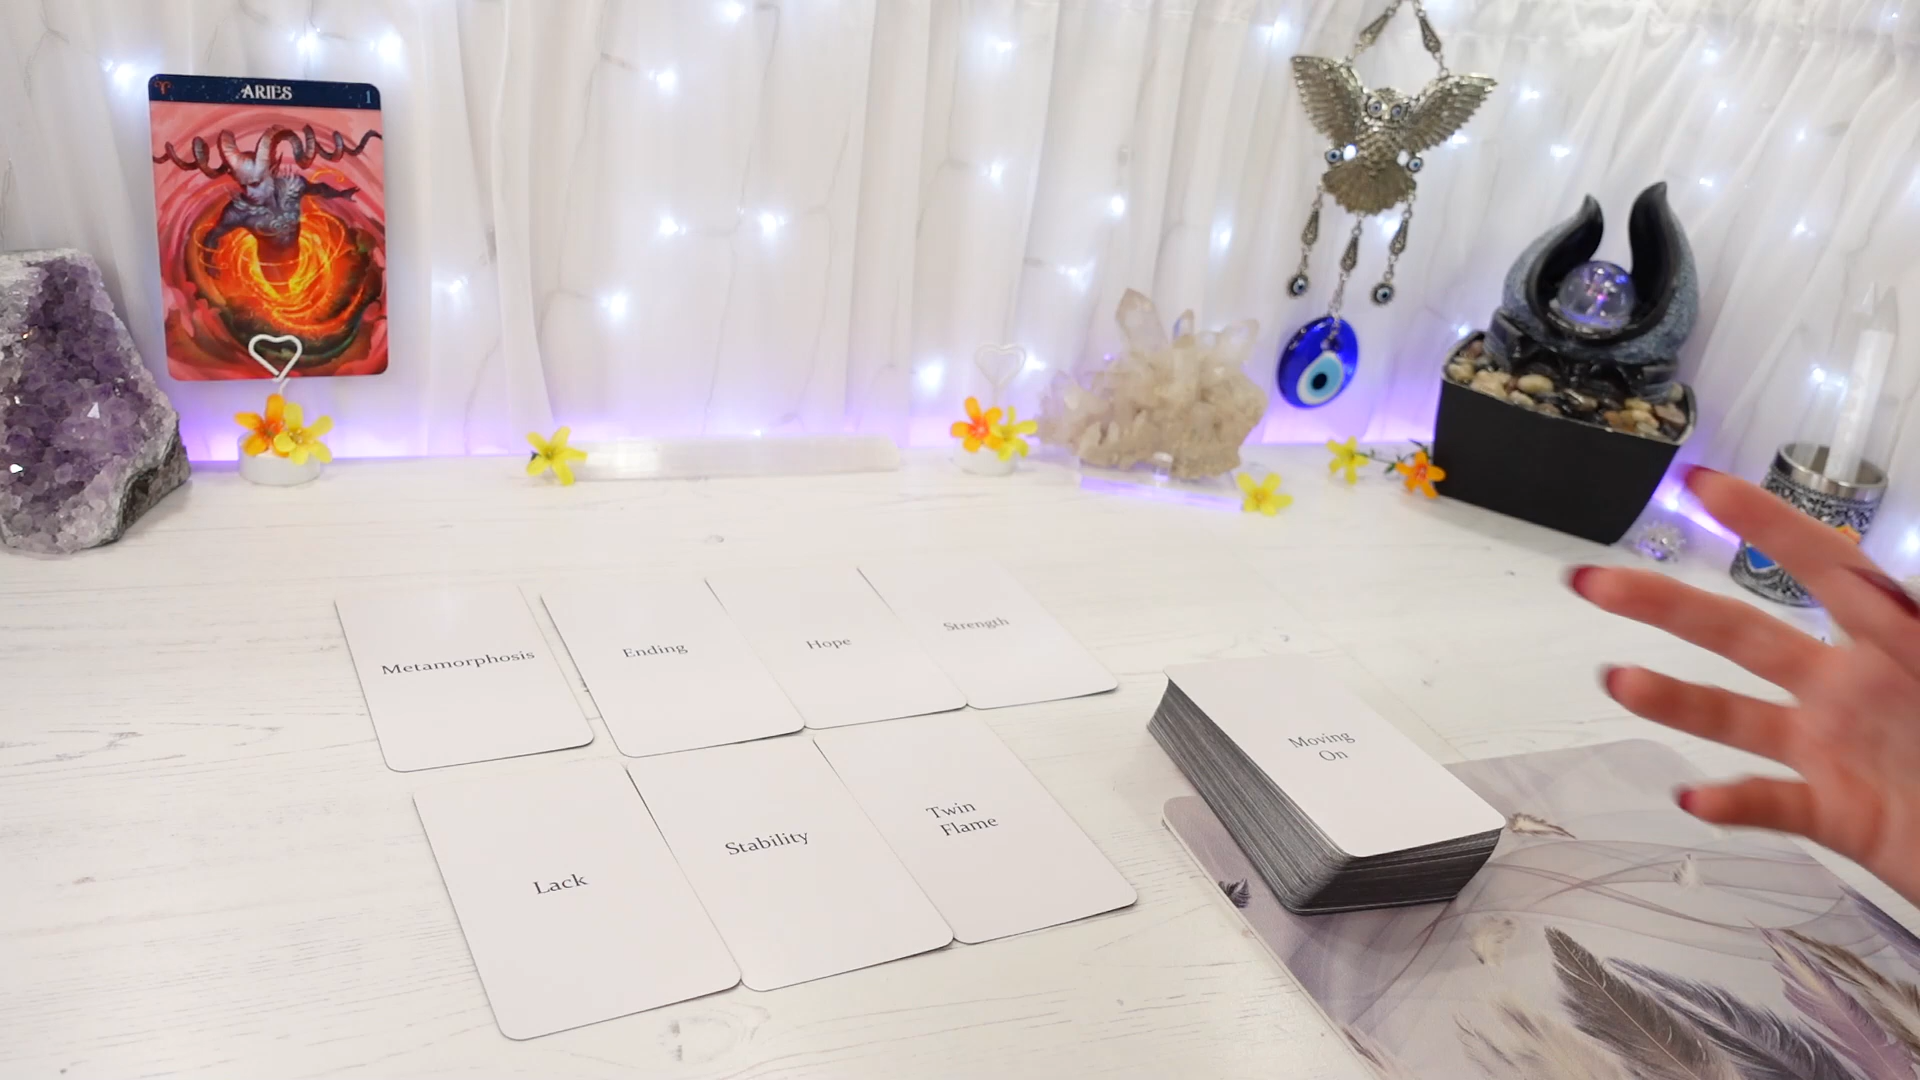 ARIES
1
Metamorphosis
Ending
Hope
Strength
Moving
On
Lack
Stability
Twin
Flame